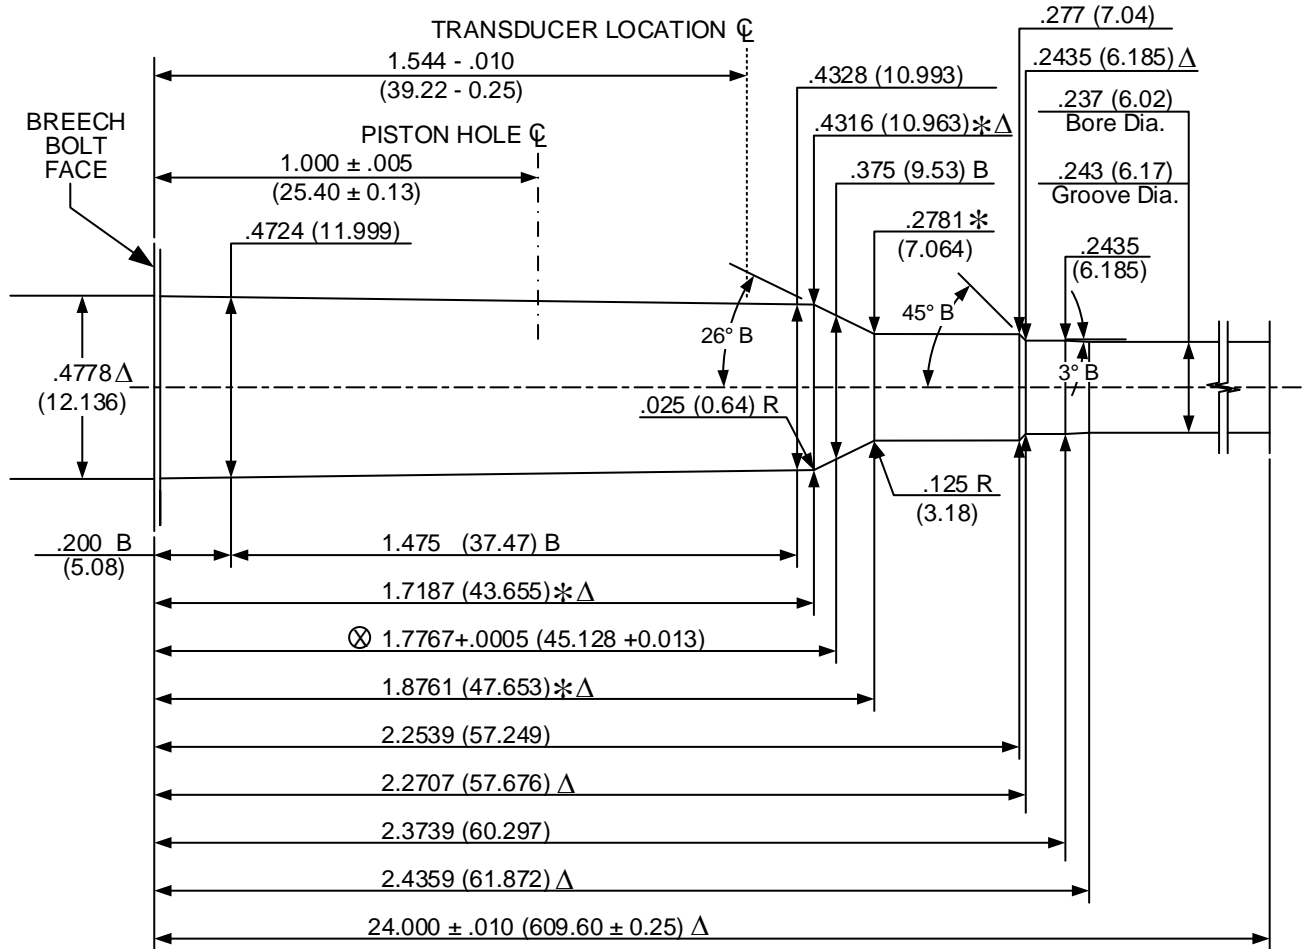 TRANSDUCER LOCATION ℄
1.544 - .010
(39.22 - 0.25)
BREECH
BOLT
FACE
PISTON HOLE ℄
1.000 ± .005
(25.40 ± 0.13)
.4724 (11.999)
.277 (7.04)
.2435 (6.185) Δ
.4328 (10.993)
.237 (6.02)
Bore Dia.
.4316 (10.963)✻Δ
.375 (9.53) B
.243 (6.17)
Groove Dia.
.2781✻
(7.064)
.2435
(6.185)
26° B
45° B
3° B
.4778 Δ
(12.136)
.025 (0.64) R
.125 R
(3.18)
.200 B
(5.08)
1.475 (37.47) B
1.7187 (43.655)✻Δ
⊗ 1.7767+.0005 (45.128 +0.013)
1.8761 (47.653)✻Δ
2.2539 (57.249)
2.2707 (57.676) Δ
2.3739 (60.297)
2.4359 (61.872) Δ
24.000 ± .010 (609.60 ± 0.25) Δ